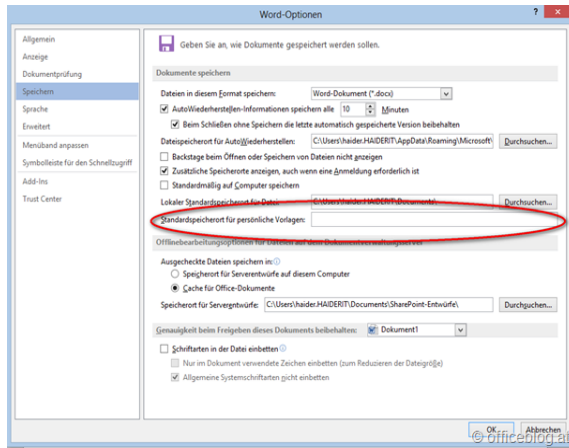 Word-Optionen
? ×
Allgemein
Anzeige
Dokumentprüfung
Speichern
Sprache
Erweitert
Menüband anpassen
Symbolleiste für den Schnellzugriff
Add-Ins
Trust Center
Geben Sie an, wie Dokumente gespeichert werden sollen.
Dokumente speichern
Dateien in diesem Format speichern: Word-Dokument (*.docx)
AutoWiederherstellen-Informationen speichern alle 10 Minuten
Beim Schließen ohne Speichern die letzte automatisch gespeicherte Version beibehalten
Dateispeicherort für AutoWiederherstellen: C:\Users\haider.HAIDERIT\AppData\Roaming\Microsoft\ Durchsuchen...
Backstage beim Öffnen oder Speichern von Dateien nicht anzeigen
Zusätzliche Speicherorte anzeigen, auch wenn eine Anmeldung erforderlich ist
Standardmäßig auf Computer speichern
Lokaler Standardspeicherort für Datei: C:\Users\haider.HAIDERIT\Documents\ Durchsuchen...
Standardspeicherort für persönliche Vorlagen:
Offlinebearbeitungsoptionen für Dateien auf dem Dokumentverwaltungsserver
Ausgecheckte Dateien speichern in:
Speicherort für Serverentwürfe auf diesem Computer
Cache für Office-Dokumente
Speicherort für Serverentwürfe: C:\Users\haider.HAIDERIT\Documents\SharePoint-Entwürfe\ Durchsuchen...
Genauigkeit beim Freigeben dieses Dokuments beibehalten: Dokument1
Schriftarten in der Datei einbetten
Nur im Dokument verwendete Zeichen einbetten (zum Reduzieren der Dateigröße)
Allgemeine Systemschriftarten nicht einbetten
OK Abbrechen
© officeblog.at